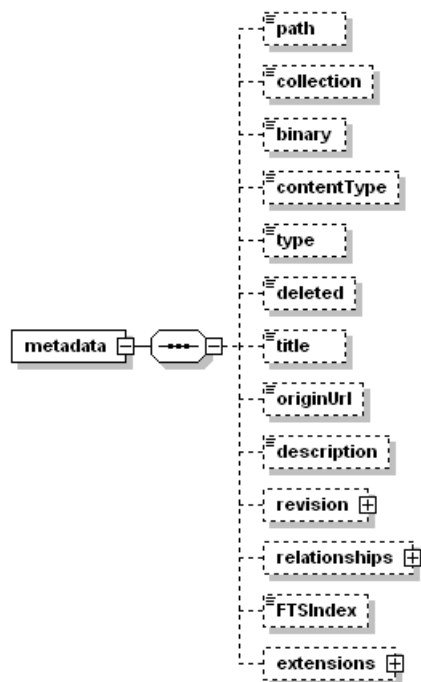 path
collection
binary
contentType
type
deleted
metadata
title
originUrl
description
revision
relationships
FTSIndex
extensions